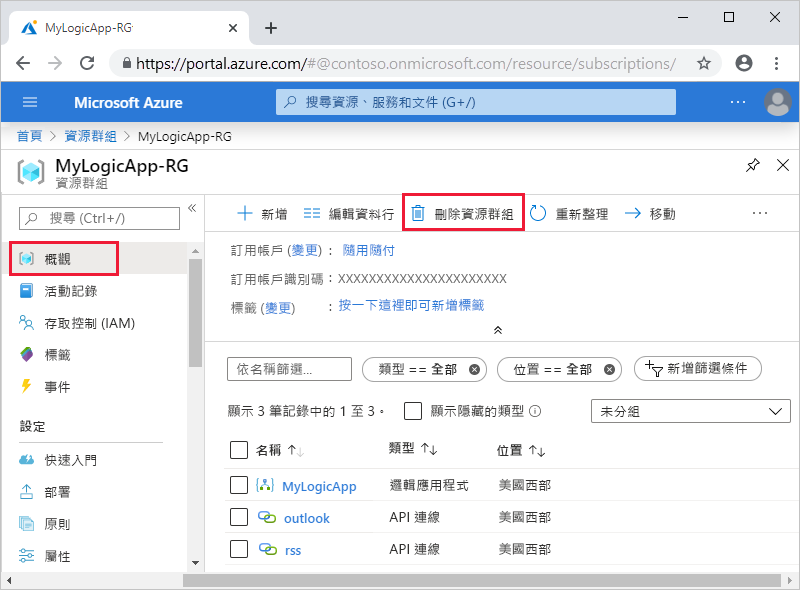 MyLogicApp-RG
https://portal.azure.com/#@contoso.onmicrosoft.com/resource/subscriptions/
Microsoft Azure
搜尋資源、服務和文件 (G+/)
首頁 > 資源群組 > MyLogicApp-RG
MyLogicApp-RG
資源群組
搜尋 (Ctrl+/)
概觀
活動記錄
存取控制 (IAM)
標籤
事件
設定
快速入門
部署
原則
屬性
新增 編輯資料行 刪除資源群組 重新整理 移動
訂用帳戶 (變更) : 隨用隨付
訂用帳戶識別碼 : XXXXXXXXXXXXXXXXXXXXXXX
標籤 (變更) : 按一下這裡即可新增標籤
依名稱篩選... 類型 == 全部 位置 == 全部 新增篩選條件
顯示 3 筆記錄中的 1 至 3。 顯示隱藏的類型 未分組
名稱 ↑↓ 類型 ↑↓ 位置 ↑↓
MyLogicApp 邏輯應用程式 美國西部
outlook API 連線 美國西部
rss API 連線 美國西部